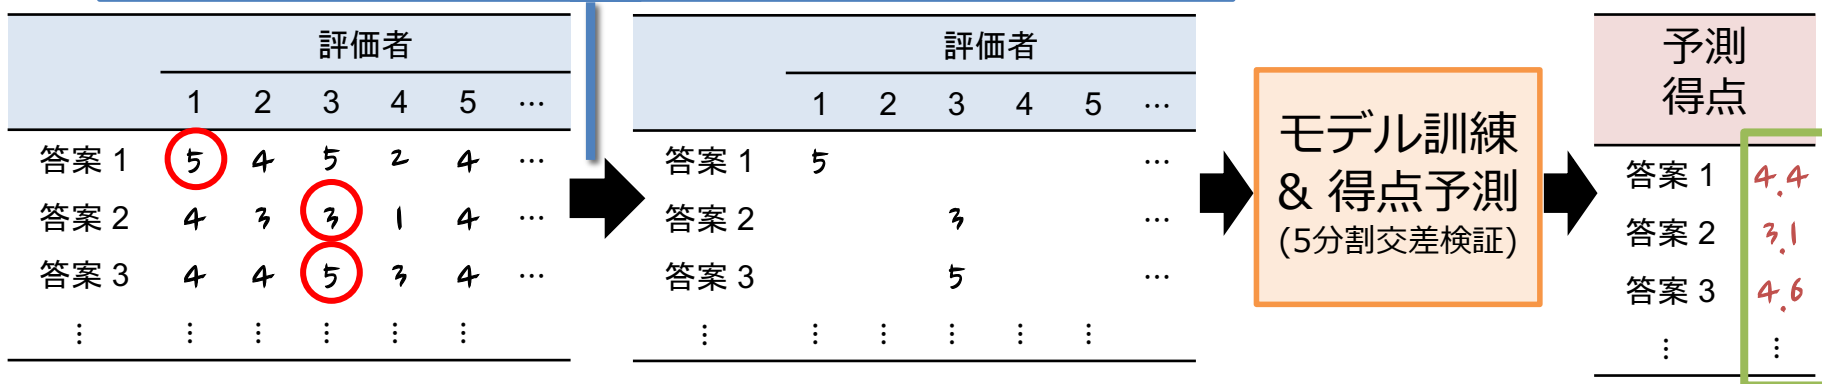 評価者
1 2 3 4 5 …
答案 1 5 4 5 2 4 …
答案 2 4 3 3 1 4 …
答案 3 4 4 5 3 4 …
⋮ ⋮ ⋮ ⋮ ⋮ ⋮
評価者
1 2 3 4 5 …
答案 1 5 …
答案 2 3 …
答案 3 5 …
⋮ ⋮ ⋮ ⋮ ⋮ ⋮
モデル訓練
& 得点予測
(5分割交差検証)
予測
得点
答案 1 4.4
答案 2 3.1
答案 3 4.6
⋮ ⋮